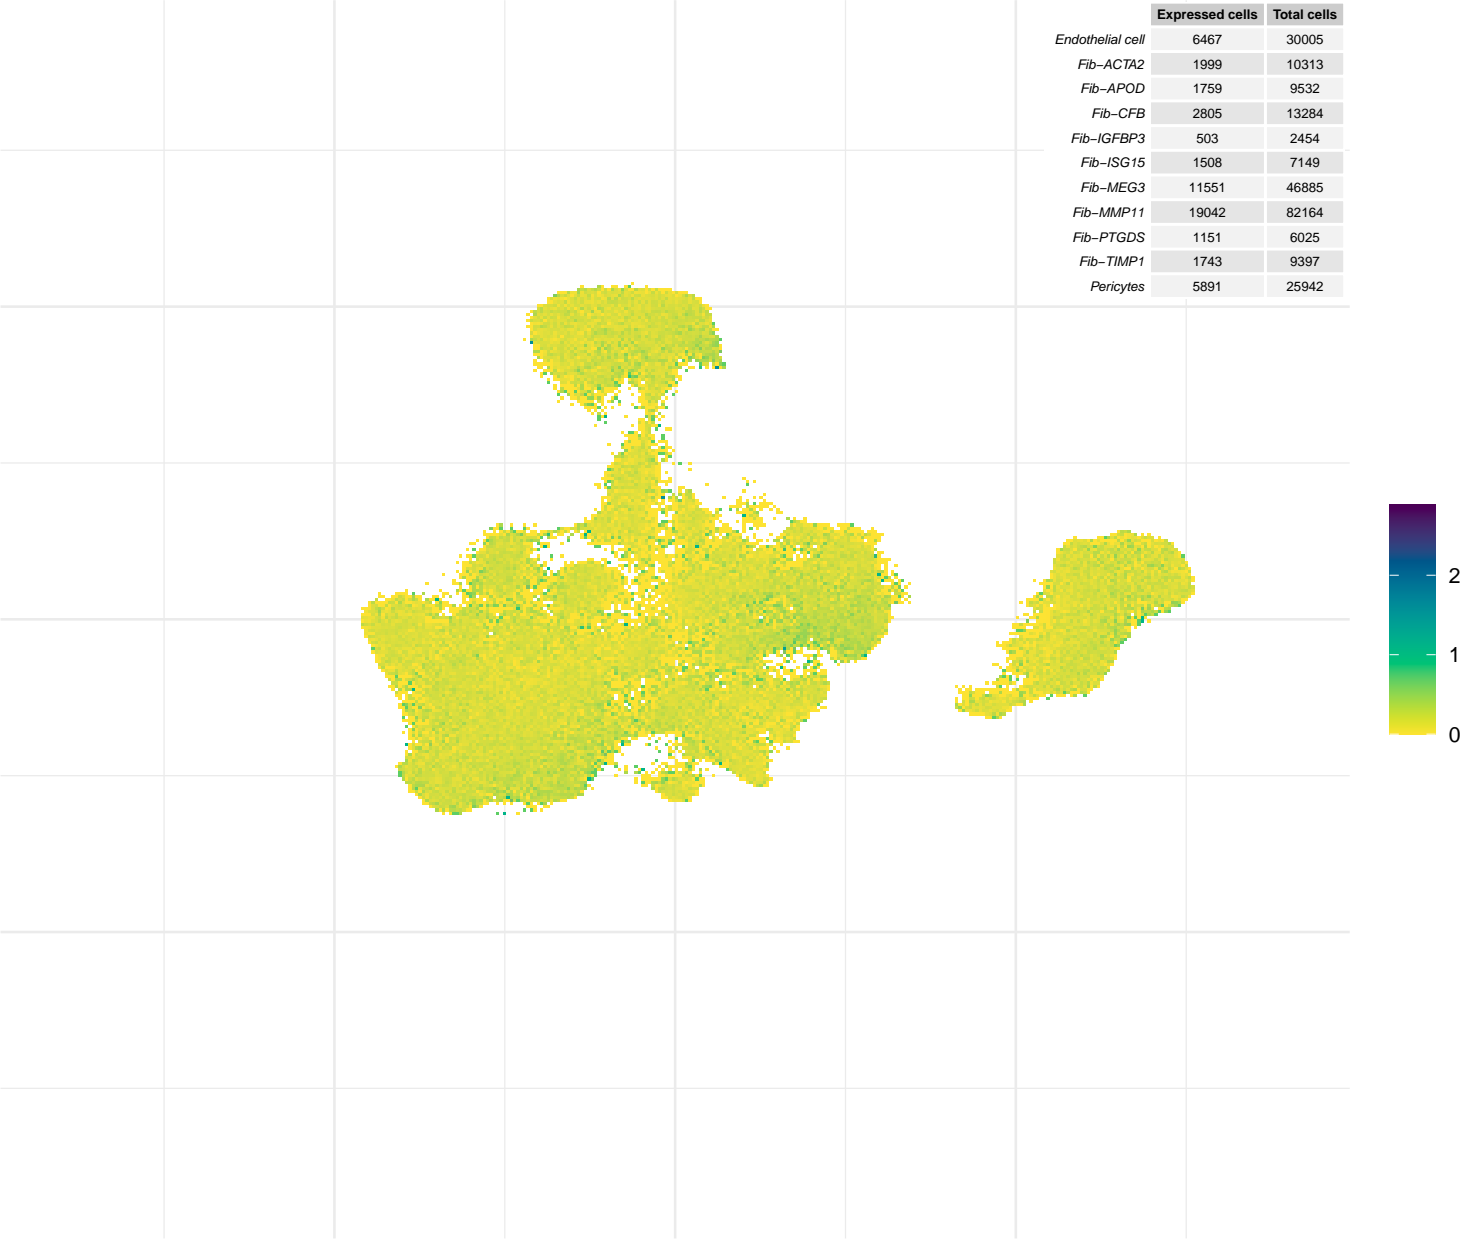 Expressed cells Total cells
Endothelial cell 6467 30005
Fib−ACTA2 1999 10313
Fib−APOD 1759 9532
Fib−CFB 2805 13284
Fib−IGFBP3 503 2454
Fib−ISG15 1508 7149
Fib−MEG3 11551 46885
Fib−MMP11 19042 82164
Fib−PTGDS 1151 6025
Fib−TIMP1 1743 9397
Pericytes 5891 25942
2
1
0